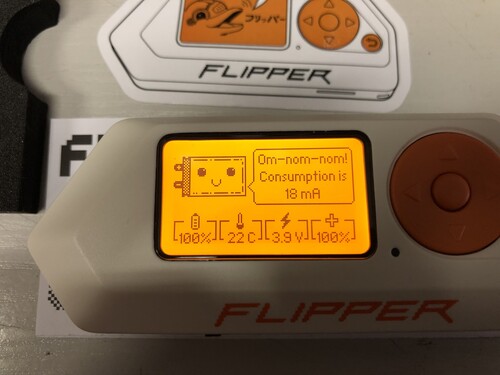 フリッパー
FLIPPER
F
Om-nom-nom!
Consumption is
18 mA
100% 22 C 3.9 V 100%
FLIPPER